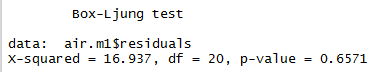 Box-Ljung test
data:  air.m1$residuals
X-squared = 16.937, df = 20, p-value = 0.6571